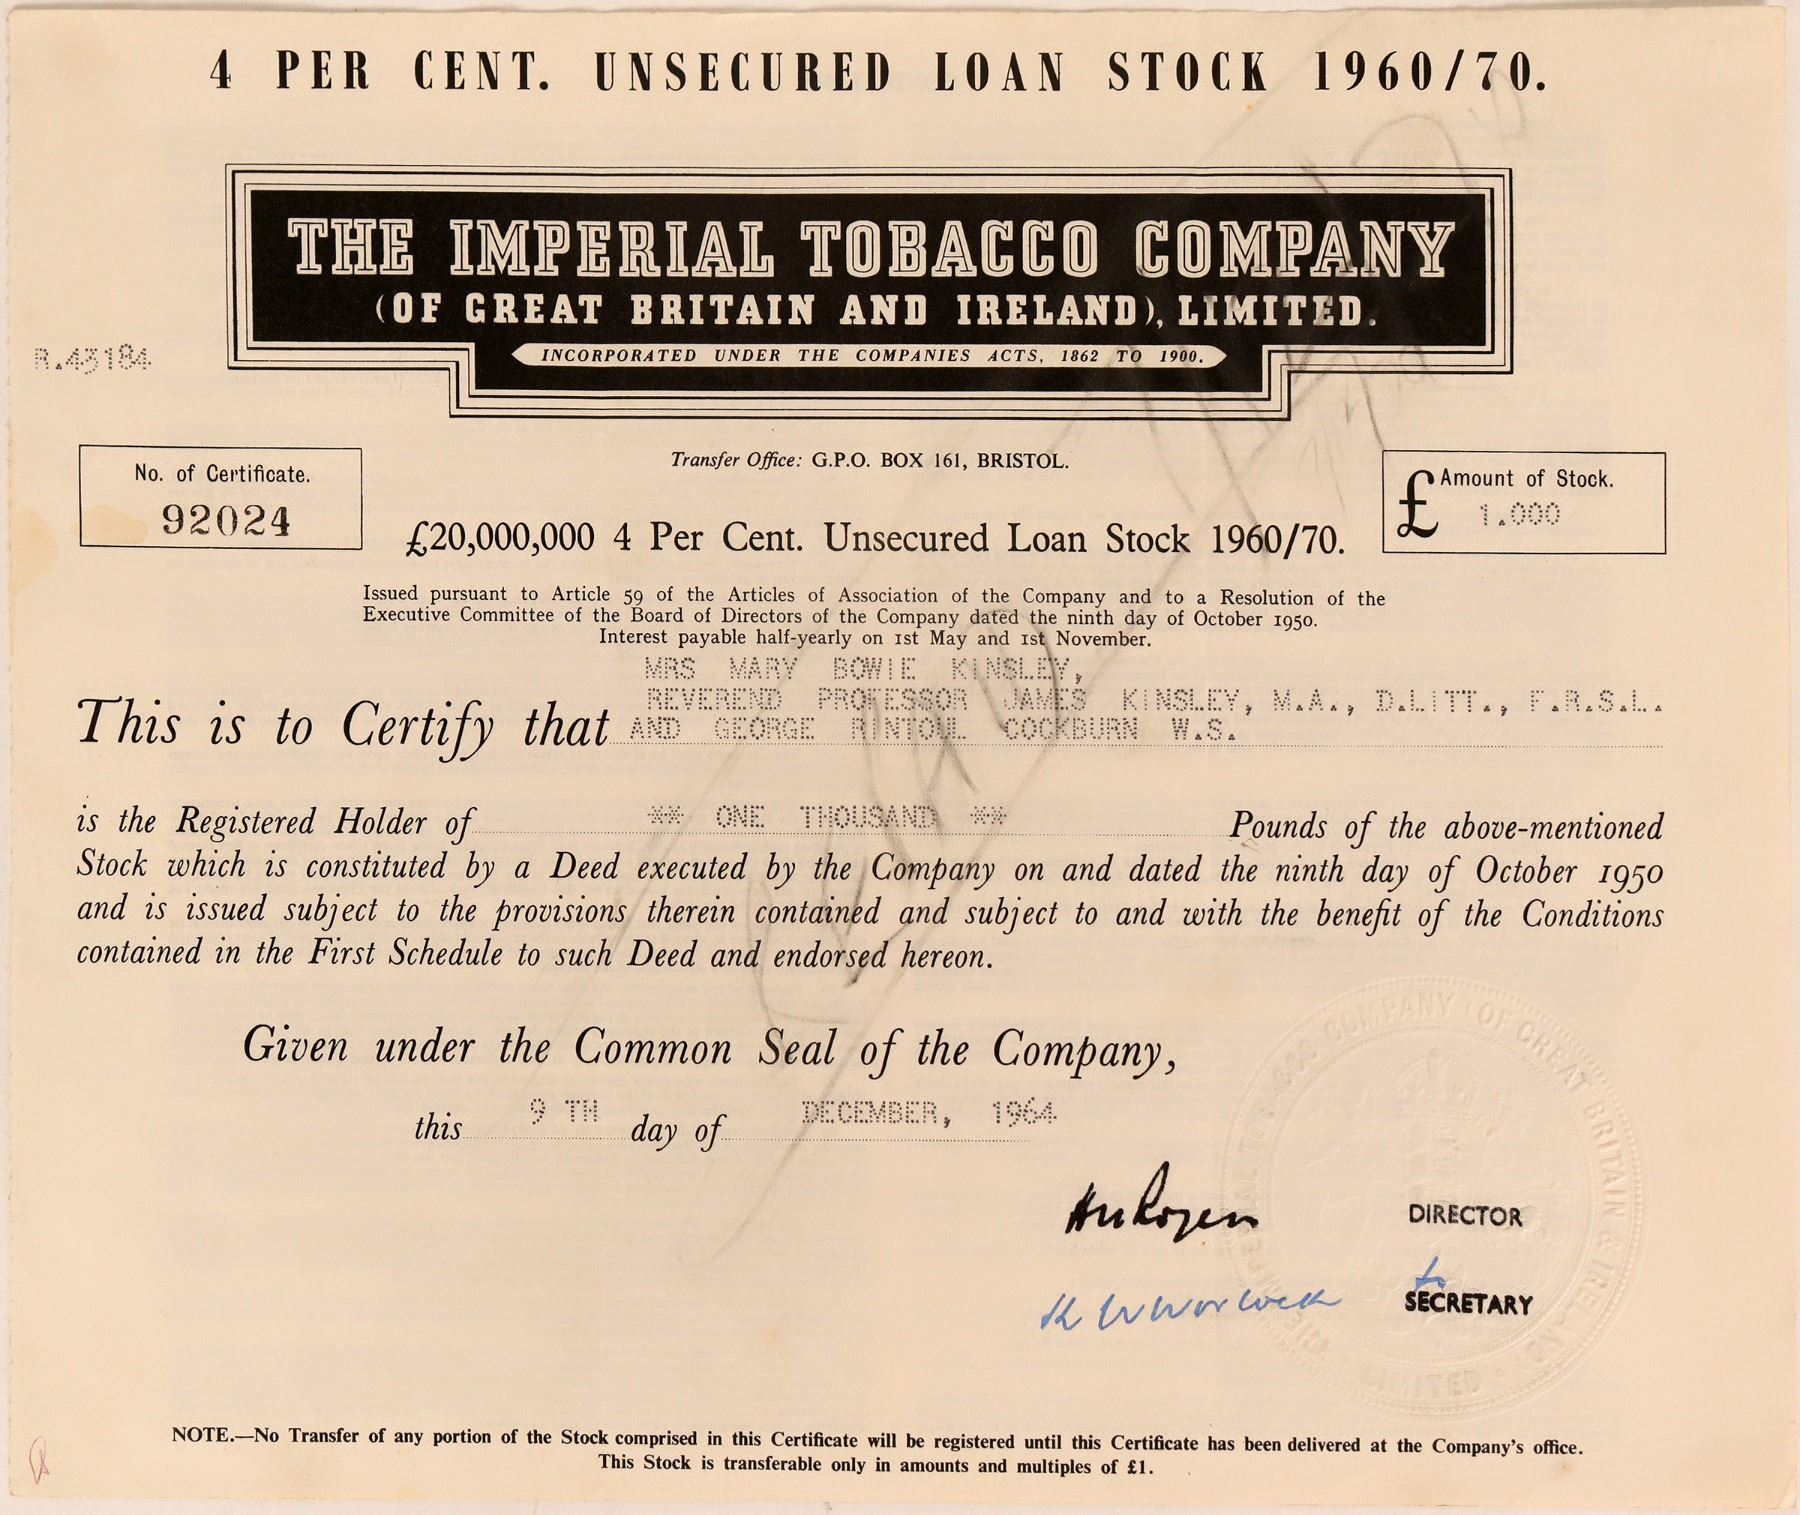 4 PER CENT. UNSECURED LOAN STOCK 1960/70.
THE IMPERIAL TOBACCO COMPANY
(OF GREAT BRITAIN AND IRELAND), LIMITED.
INCORPORATED UNDER THE COMPANIES ACTS, 1862 TO 1900.
R.43184
No. of Certificate.
92024
Transfer Office: G.P.O. BOX 161, BRISTOL.
£ Amount of Stock.
1.000
£20,000,000 4 Per Cent. Unsecured Loan Stock 1960/70.
Issued pursuant to Article 59 of the Articles of Association of the Company and to a Resolution of the
Executive Committee of the Board of Directors of the Company dated the ninth day of October 1950.
Interest payable half-yearly on 1st May and 1st November.
MRS MARY BOWIE KINSLEY,
REVEREND PROFESSOR JAMES KINSLEY, M.A., D.LITT., F.R.S.L.
This is to Certify that AND GEORGE RINTOUL COCKBURN W.S.
is the Registered Holder of ** ONE THOUSAND ** Pounds of the above-mentioned
Stock which is constituted by a Deed executed by the Company on and dated the ninth day of October 1950
and is issued subject to the provisions therein contained and subject to and with the benefit of the Conditions
contained in the First Schedule to such Deed and endorsed hereon.
Given under the Common Seal of the Company,
this 9 TH day of DECEMBER, 1964
DIRECTOR
SECRETARY
THE IMPERIAL TOBACCO COMPANY (OF GREAT BRITAIN & IRELAND) LIMITED
NOTE.—No Transfer of any portion of the Stock comprised in this Certificate will be registered until this Certificate has been delivered at the Company's office.
This Stock is transferable only in amounts and multiples of £1.